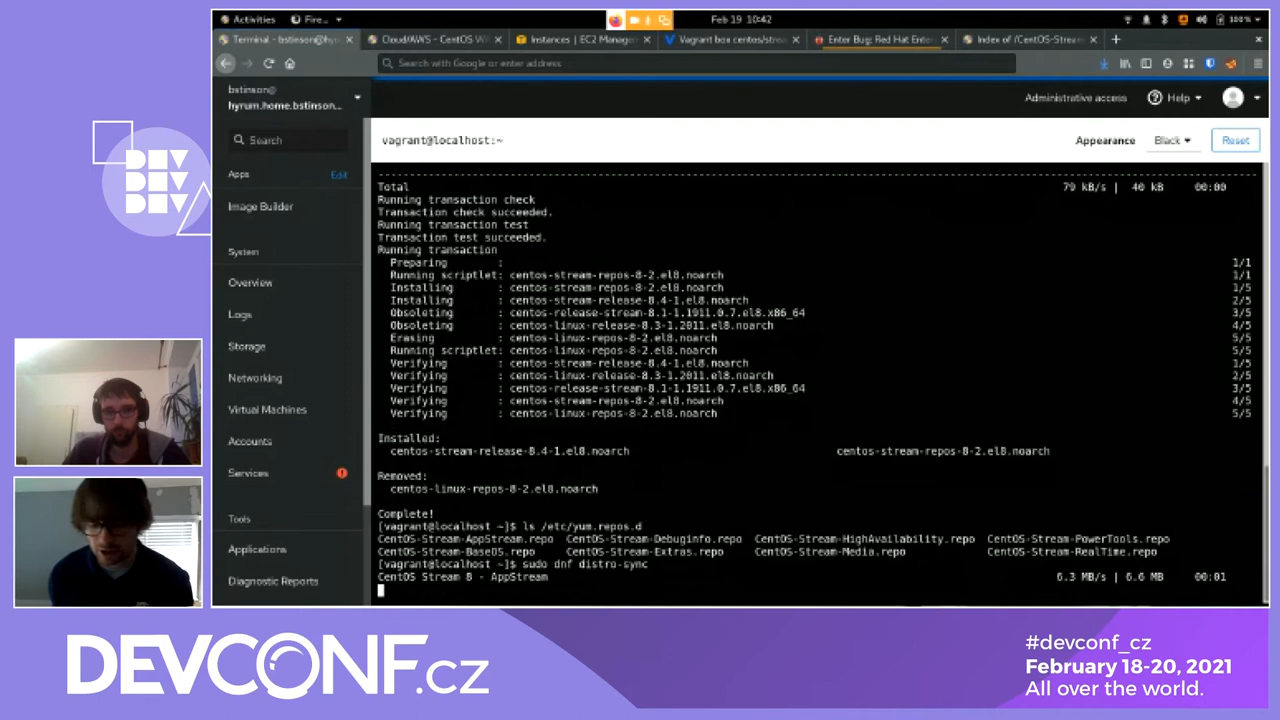 Activities
Fire...
Feb 19 10:42
100%
Terminal - bstinson@hy
Cloud/AWS - CentOS W
Instances | EC2 Manage
Vagrant box centos/stre
Enter Bug: Red Hat Enter
Index of /CentOS-Strea
Search with Google or enter address
bstinson@
hyrum.home.bstinson...
Administrative access
Help
Search
vagrant@localhost:~
Appearance
Black
Reset
Apps
Edit
Image Builder
System
Overview
Logs
Storage
Networking
Virtual Machines
Accounts
Services
Tools
Applications
Diagnostic Reports
Total 79 kB/s | 40 kB 00:00
Running transaction check
Transaction check succeeded.
Running transaction test
Transaction test succeeded.
Running transaction
Preparing : 1/1
Running scriptlet: centos-stream-repos-8-2.el8.noarch 1/1
Installing : centos-stream-repos-8-2.el8.noarch 1/5
Installing : centos-stream-release-8.4-1.el8.noarch 2/5
Obsoleting : centos-release-stream-8.1-1.1911.0.7.el8.x86_64 3/5
Obsoleting : centos-linux-release-8.3-1.2011.el8.noarch 4/5
Erasing : centos-linux-repos-8-2.el8.noarch 5/5
Running scriptlet: centos-linux-repos-8-2.el8.noarch 5/5
Verifying : centos-stream-release-8.4-1.el8.noarch 1/5
Verifying : centos-linux-release-8.3-1.2011.el8.noarch 2/5
Verifying : centos-release-stream-8.1-1.1911.0.7.el8.x86_64 3/5
Verifying : centos-stream-repos-8-2.el8.noarch 4/5
Verifying : centos-linux-repos-8-2.el8.noarch 5/5
Installed:
centos-stream-release-8.4-1.el8.noarch centos-stream-repos-8-2.el8.noarch
Removed:
centos-linux-repos-8-2.el8.noarch
Complete!
[vagrant@localhost ~]$ ls /etc/yum.repos.d
CentOS-Stream-AppStream.repo CentOS-Stream-Debuginfo.repo CentOS-Stream-HighAvailability.repo CentOS-Stream-PowerTools.repo
CentOS-Stream-BaseOS.repo CentOS-Stream-Extras.repo CentOS-Stream-Media.repo CentOS-Stream-RealTime.repo
[vagrant@localhost ~]$ sudo dnf distro-sync
CentOS Stream 8 - AppStream 6.3 MB/s | 6.6 MB 00:01
DEV
DEV
DEV
DEVCONF.cz
#devconf_cz
February 18-20, 2021
All over the world.